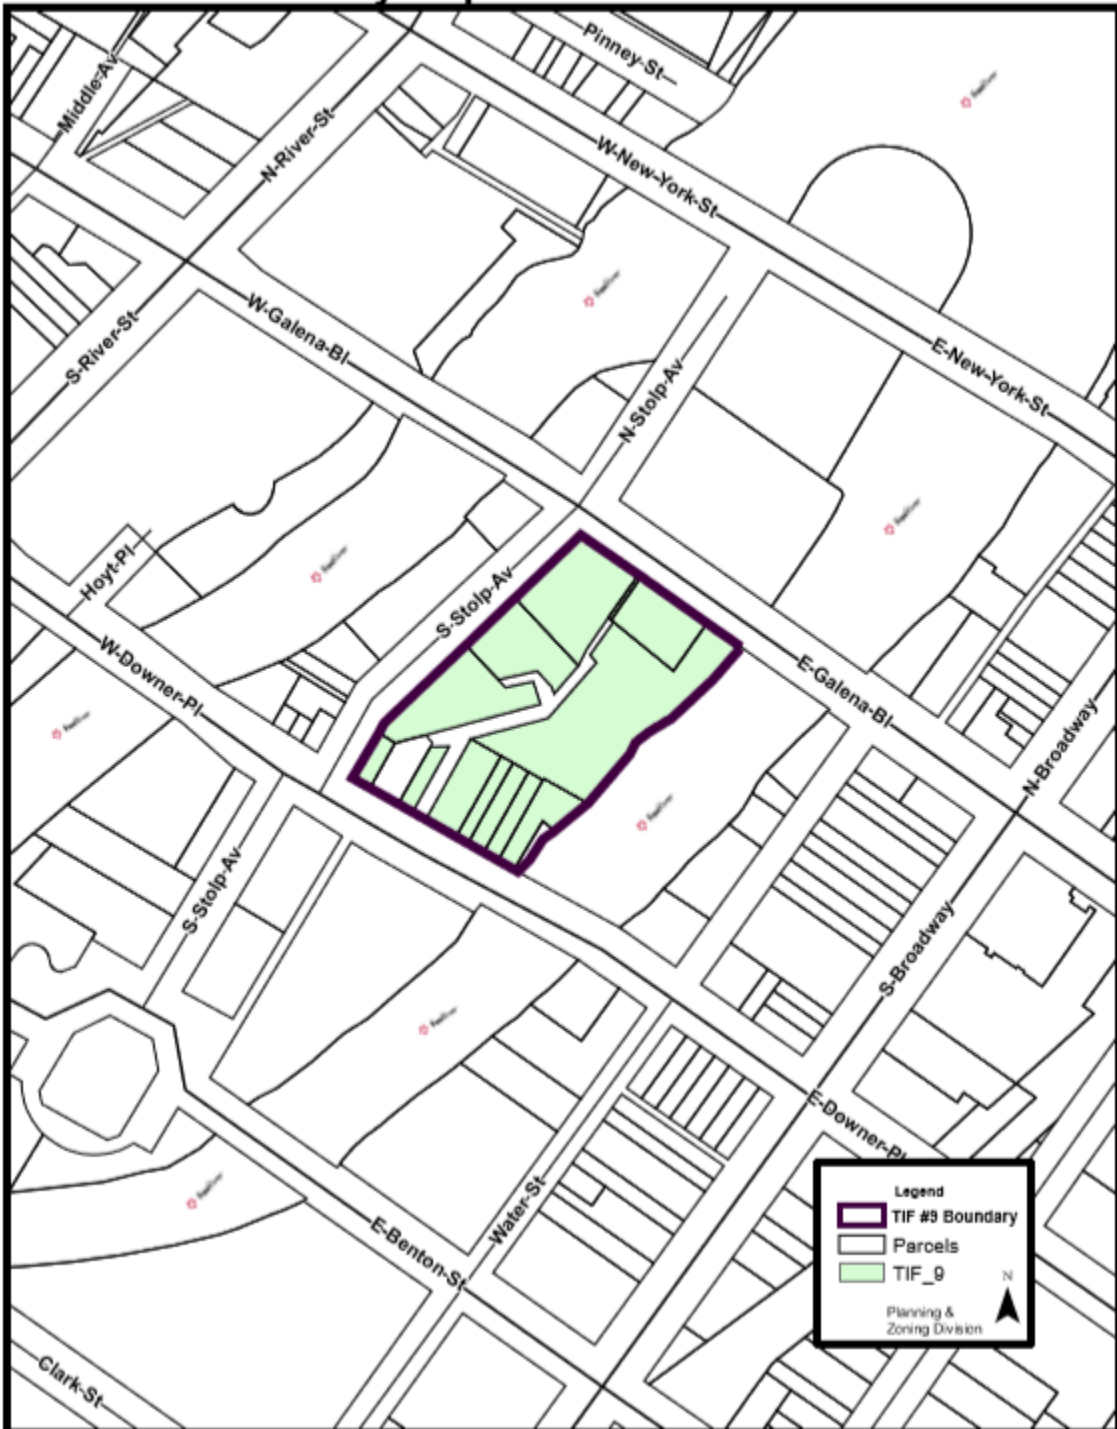 Pinney-St
Middle-Av
N-River-St
W-New-York-St
W-Galena-Bl
S-River-St
E-New-York-St
N-Stolp-Av
Hoyt-Pl
S-Stolp-Av
W-Downer-Pl
E-Galena-Bl
N-Broadway
S-Stolp-Av
S-Broadway
E-Downer-Pl
Water-St
E-Benton-St
Clark-St
Legend
TIF #9 Boundary
Parcels
TIF_9
N
Planning &
Zoning Division